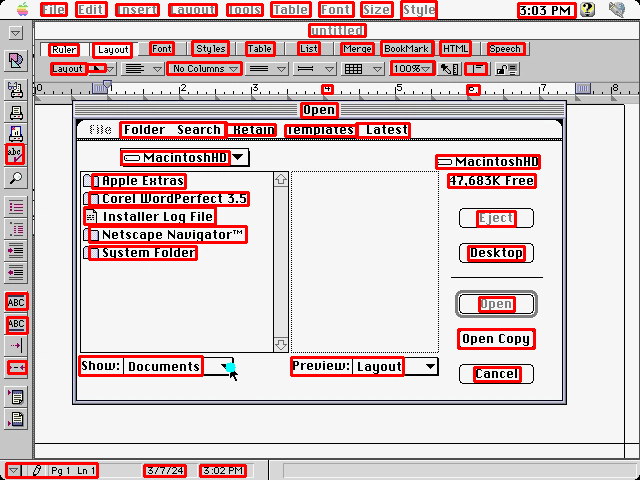 File Edit Insert Layout Tools Table Font Size Style 3:03 PM
untitled
Ruler Layout Font Styles Table List Merge BookMark HTML Speech
Layout No Columns 100%
0 1 2 3 4 5 6 7 8
Open
File Folder Search Retain Templates Latest
MacintoshHD
MacintoshHD
47,683K Free
Apple Extras
Corel WordPerfect 3.5
Installer Log File
Netscape Navigator™
System Folder
Eject
Desktop
Open
Open Copy
Cancel
Show: Documents
Preview: Layout
abc
ABC
ABC
Pg 1 Ln 1 3/7/24 3:02 PM